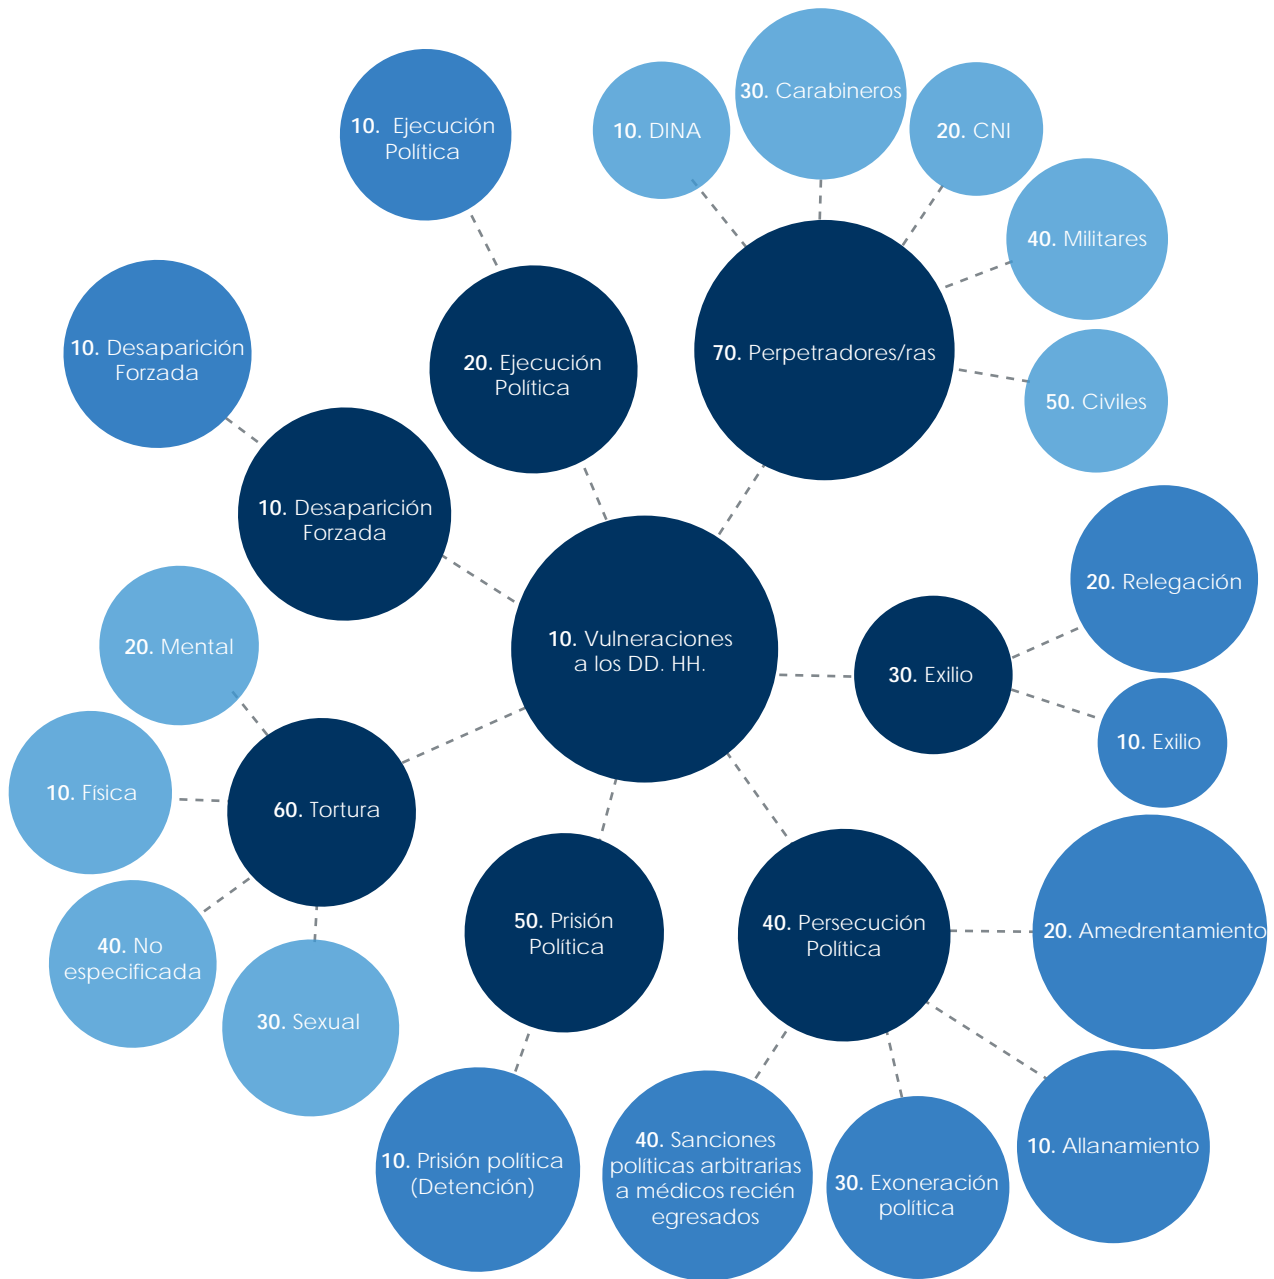 30. Carabineros
10. Ejecución
Política
10. DINA
20. CNI
40. Militares
10. Desaparición
Forzada
20. Ejecución
Política
70. Perpetradores/ras
50. Civiles
10. Desaparición
Forzada
20. Relegación
20. Mental
10. Vulneraciones
a los DD. HH.
30. Exilio
10. Exilio
10. Física
60. Tortura
50. Prisión
Política
40. Persecución
Política
20. Amedrentamiento
40. No
especificada
30. Sexual
10. Prisión política
(Detención)
40. Sanciones
políticas arbitrarias
a médicos recién
egresados
30. Exoneración
política
10. Allanamiento